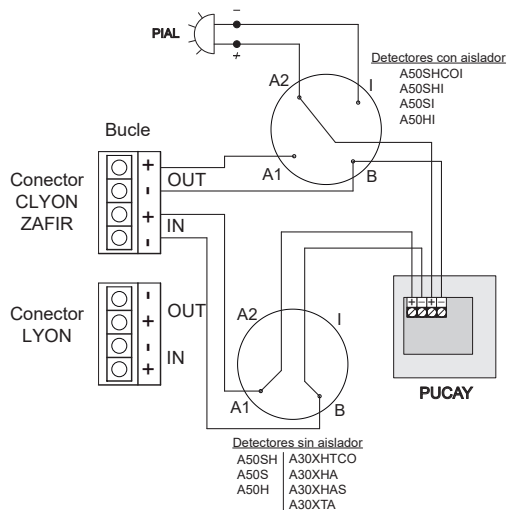 PIAL
-
+
Detectores con aislador
A50SHCOI
A50SHI
A50SI
A50HI
A2
I
A1
B
Bucle
Conector
CLYON
ZAFIR
+
-
+
-
OUT
IN
Conector
LYON
-
+
-
+
OUT
IN
A2
I
A1
B
+ - + -
PUCAY
Detectores sin aislador
A50SH A30XHTCO
A50S A30XHA
A50H A30XHAS
A30XTA